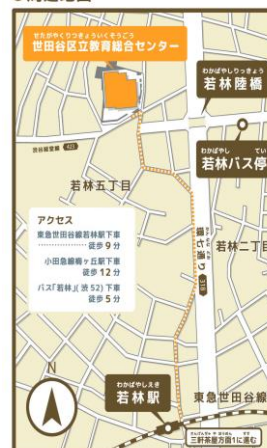 せたがやくりつきょういくそうごう
世田谷区立教育総合センター
わかばやしりっきょう
若林陸橋
わかばやし てい
若林バス停
423
若林五丁目
環七通り
318
若林二丁目
アクセス
東急世田谷線若林駅下車
徒歩9分
小田急線梅ヶ丘駅下車
徒歩12分
バス「若林」(渋52)下車
徒歩5分
N
わかばやしえき
若林駅
東急世田谷線
三軒茶屋方面に進む